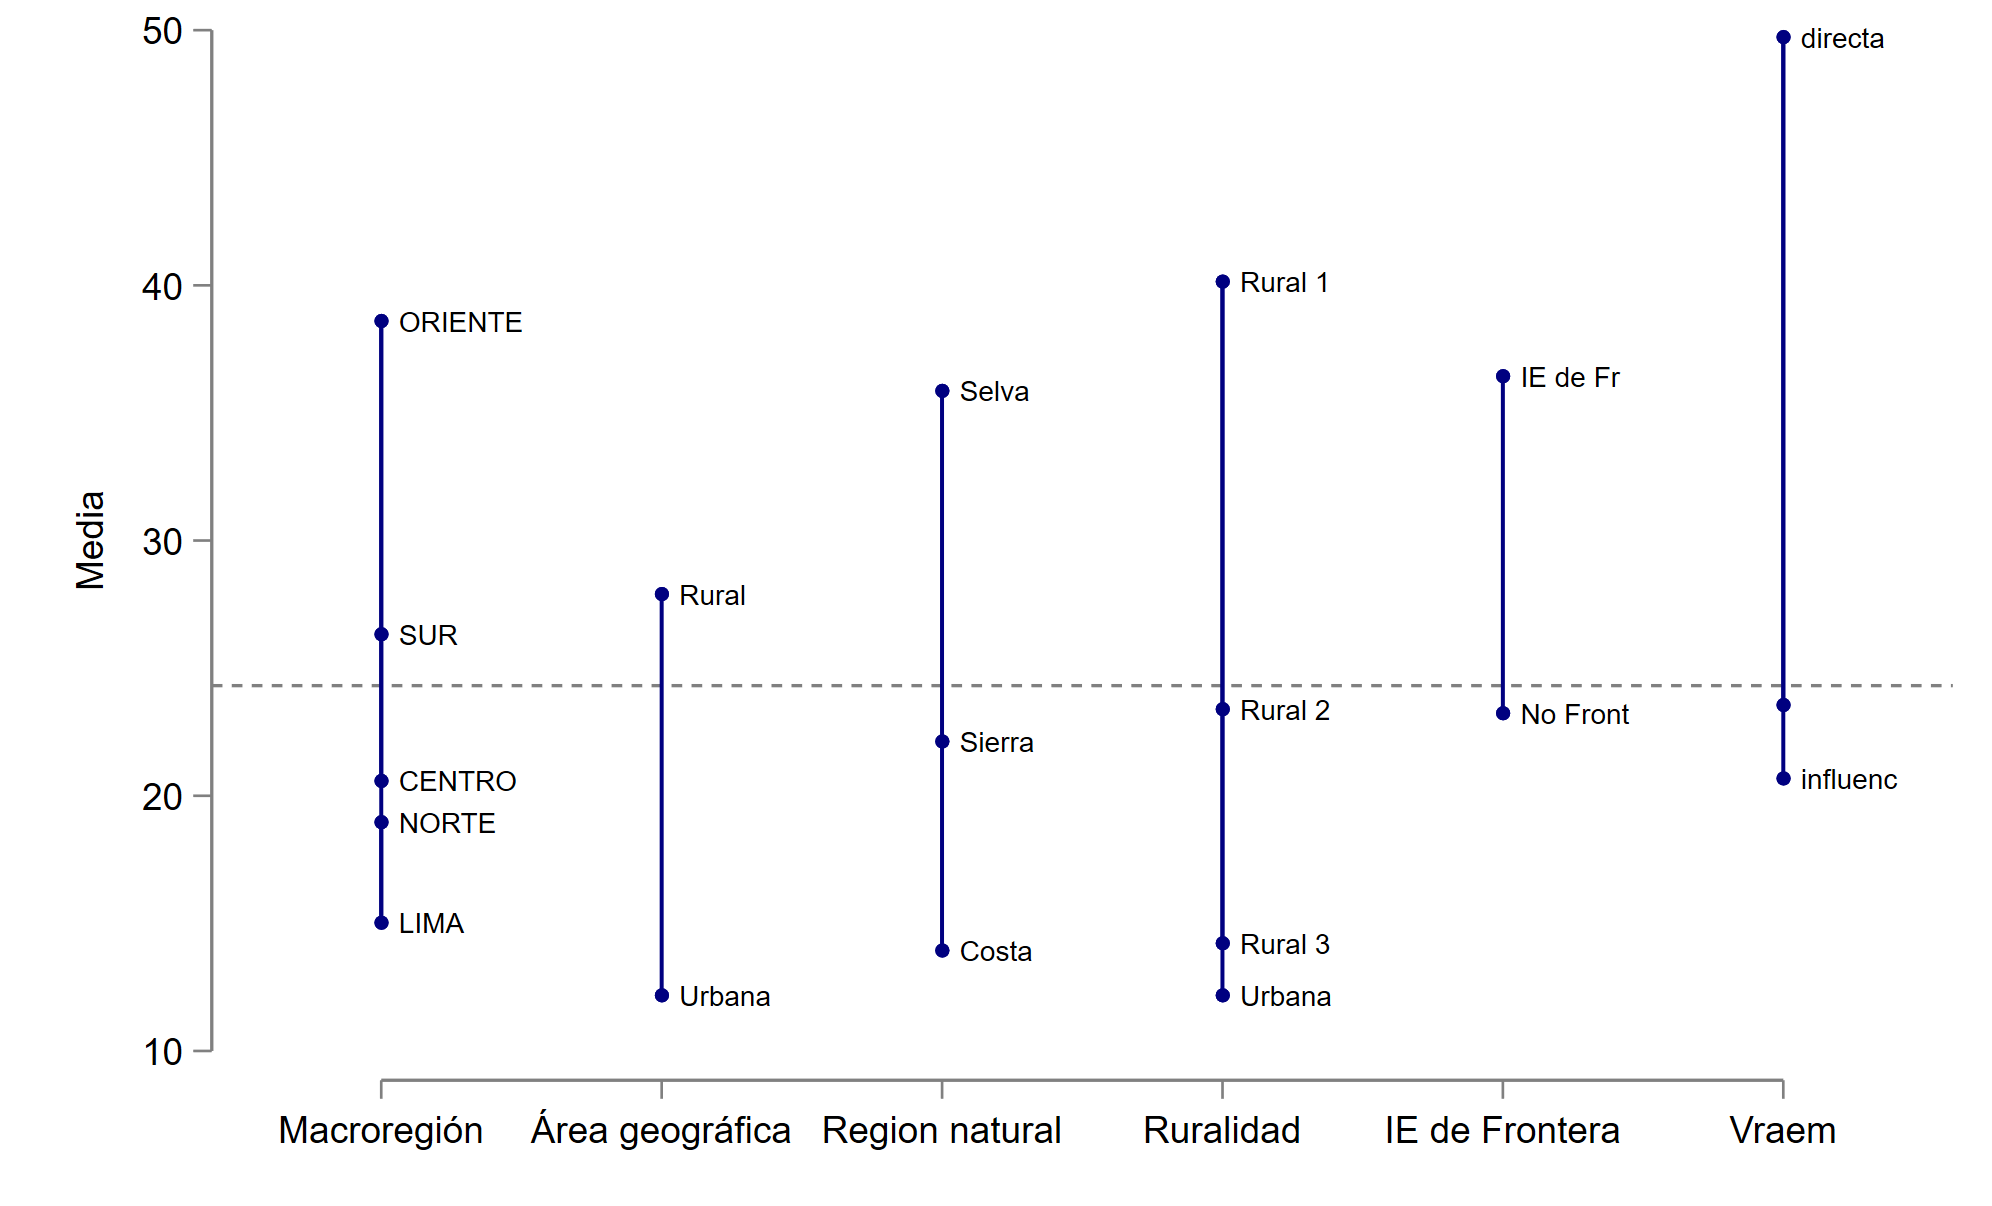 50
directa
40
Rural 1
ORIENTE
IE de Fr
Selva
Media
30
Rural
SUR
Rural 2
No Front
Sierra
20
CENTRO
influenc
NORTE
LIMA
Rural 3
Costa
Urbana
Urbana
10
Macroregión
Área geográfica
Region natural
Ruralidad
IE de Frontera
Vraem